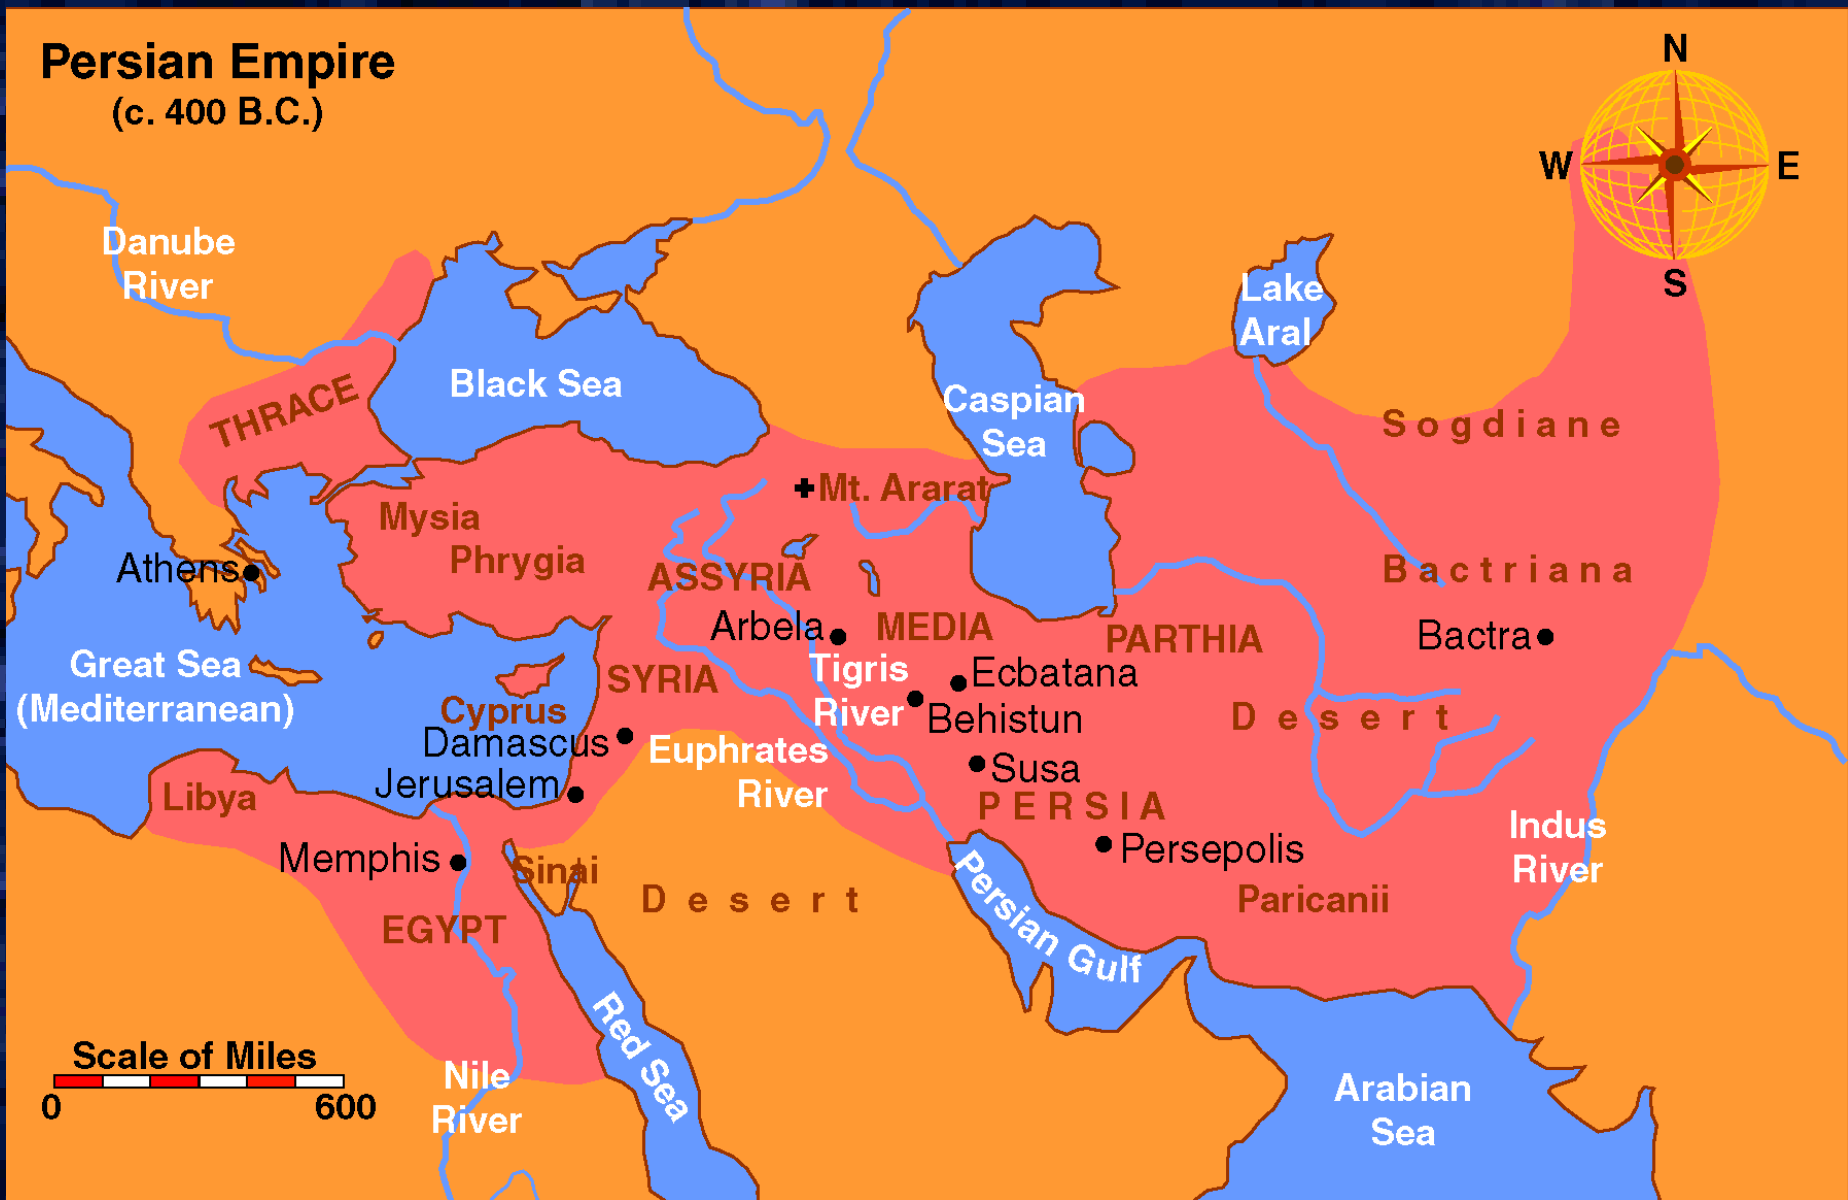 Persian Empire
(c. 400 B.C.)
N
W
E
S
Danube
River
Lake
Aral
THRACE
Black Sea
Caspian
Sea
Sogdiane
Mt. Ararat
Mysia
Phrygia
Athens
ASSYRIA
Bactriana
Arbela
MEDIA
PARTHIA
Bactra
Great Sea
(Mediterranean)
SYRIA
Tigris
River
Ecbatana
Cyprus
Behistun
Desert
Damascus
Euphrates
River
Susa
Jerusalem
Libya
PERSIA
Indus
River
Memphis
Sinai
Persepolis
Desert
Paricanii
EGYPT
Persian Gulf
Red Sea
Scale of Miles
0
600
Nile
River
Arabian
Sea